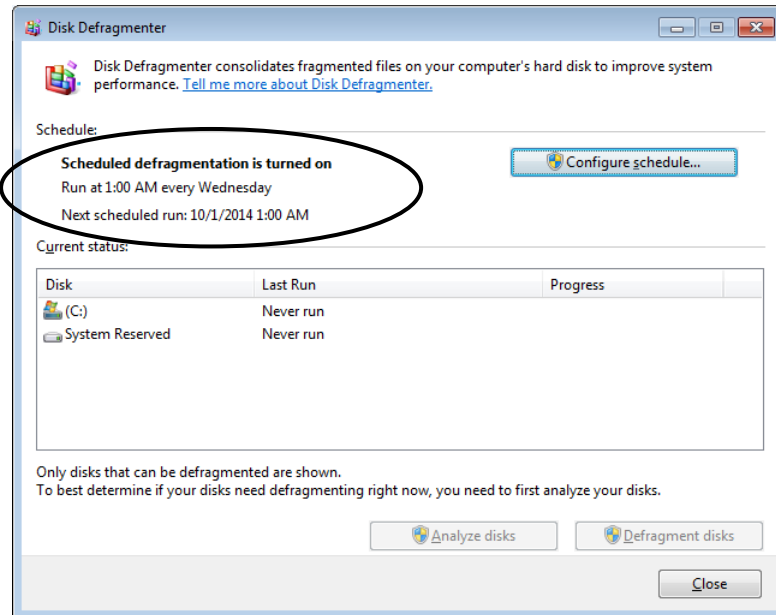 Disk Defragmenter
Disk Defragmenter consolidates fragmented files on your computer's hard disk to improve system
performance. Tell me more about Disk Defragmenter.
Schedule:
Scheduled defragmentation is turned on
Configure schedule...
Run at 1:00 AM every Wednesday
Next scheduled run: 10/1/2014 1:00 AM
Current status:
Disk Last Run Progress
(C:) Never run
System Reserved Never run
Only disks that can be defragmented are shown.
To best determine if your disks need defragmenting right now, you need to first analyze your disks.
Analyze disks Defragment disks
Close